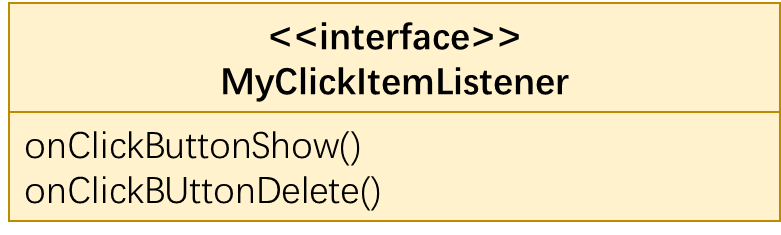 <<interface>>
MyClickItemListener
onClickButtonShow()
onClickBUttonDelete()